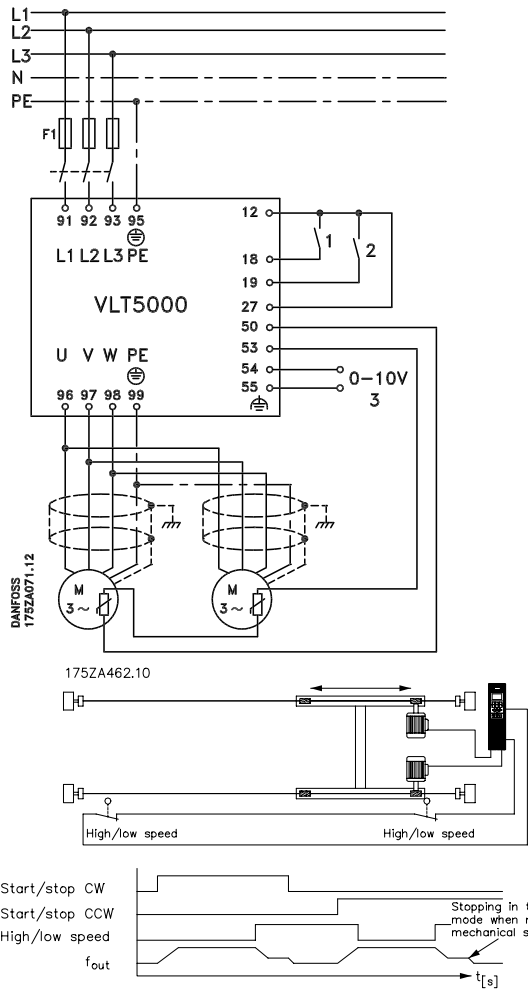 L1
L2
L3
N
PE
F1
91 92 93 95
L1 L2 L3 PE
VLT5000
U V W PE
96 97 98 99
12
18
19
27
50
53
54
55
1
2
0-10V
3
M
3~
M
3~
DANFOSS
175ZA071.12
175ZA462.10
High/low speed
High/low speed
Start/stop CW
Start/stop CCW
High/low speed
fout
Stopping in
mode when
mechanical
t[s]